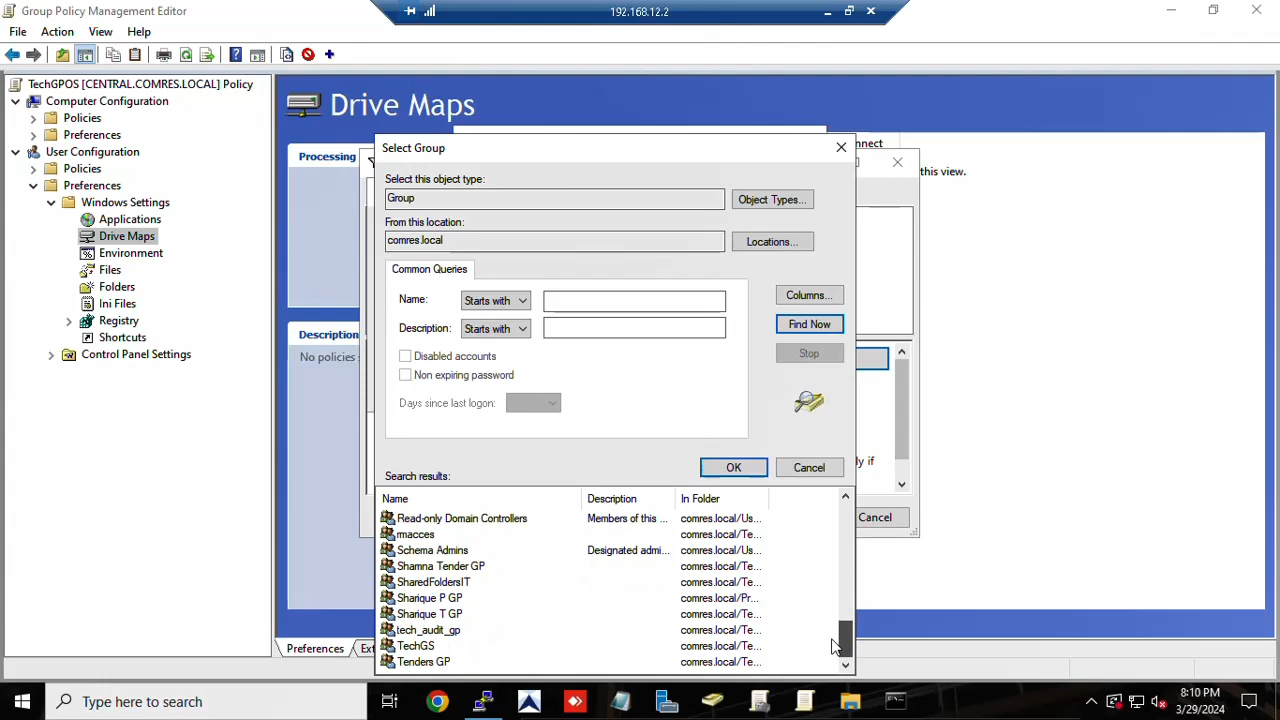 Group Policy Management Editor
192.168.12.2
File Action View Help
TechGPOS [CENTRAL.COMRES.LOCAL] Policy
Computer Configuration
Policies
Preferences
User Configuration
Policies
Preferences
Windows Settings
Applications
Drive Maps
Environment
Files
Folders
Ini Files
Registry
Shortcuts
Control Panel Settings
Drive Maps
Processing
Description
No policies
nnect
this view.
ly if
Cancel
Preferences
Ext
Select Group
Select this object type:
Group
Object Types...
From this location:
comres.local
Locations...
Common Queries
Name: Starts with
Description: Starts with
Disabled accounts
Non expiring password
Days since last logon:
Columns...
Find Now
Stop
OK
Cancel
Search results:
Name Description In Folder
Read-only Domain Controllers Members of this ... comres.local/Us...
rmacces comres.local/Te...
Schema Admins Designated admi... comres.local/Us...
Shamna Tender GP comres.local/Te...
SharedFoldersIT comres.local/Te...
Sharique P GP comres.local/Pr...
Sharique T GP comres.local/Te...
tech_audit_gp comres.local/Te...
TechGS comres.local/Te...
Tenders GP comres.local/Te...
Type here to search
8:10 PM
3/29/2024